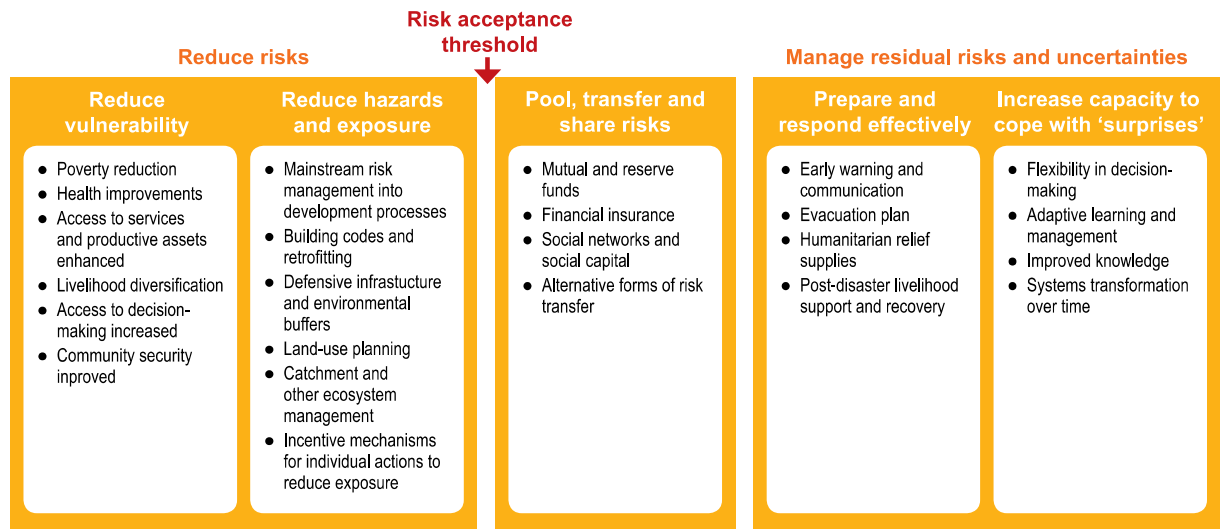 Risk acceptance
threshold
Reduce risks
Manage residual risks and uncertainties
Reduce
vulnerability
● Poverty reduction
● Health improvements
● Access to services
and productive assets
enhanced
● Livelihood diversification
● Access to decision-
making increased
● Community security
inproved
Reduce hazards
and exposure
● Mainstream risk
management into
development processes
● Building codes and
retrofitting
● Defensive infrastucture
and environmental
buffers
● Land-use planning
● Catchment and
other ecosystem
management
● Incentive mechanisms
for individual actions to
reduce exposure
Pool, transfer and
share risks
● Mutual and reserve
funds
● Financial insurance
● Social networks and
social capital
● Alternative forms of risk
transfer
Prepare and
respond effectively
● Early warning and
communication
● Evacuation plan
● Humanitarian relief
supplies
● Post-disaster livelihood
support and recovery
Increase capacity to
cope with ‘surprises’
● Flexibility in decision-
making
● Adaptive learning and
management
● Improved knowledge
● Systems transformation
over time